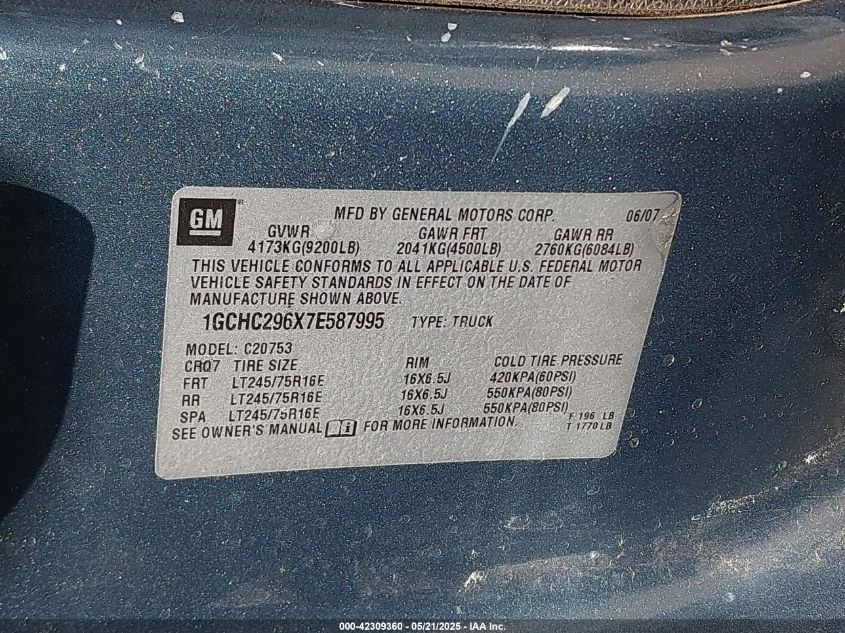 GM
MFD BY GENERAL MOTORS CORP. 06/07
GVWR GAWR FRT GAWR RR
4173KG(9200LB) 2041KG(4500LB) 2760KG(6084LB)
THIS VEHICLE CONFORMS TO ALL APPLICABLE U.S. FEDERAL MOTOR
VEHICLE SAFETY STANDARDS IN EFFECT ON THE DATE OF
MANUFACTURE SHOWN ABOVE.
1GCHC296X7E587995 TYPE: TRUCK
MODEL: C20753
CRQ7 TIRE SIZE RIM COLD TIRE PRESSURE
FRT LT245/75R16E 16X6.5J 420KPA(60PSI)
RR LT245/75R16E 16X6.5J 550KPA(80PSI)
SPA LT245/75R16E 16X6.5J 550KPA(80PSI)
F 196 LB
SEE OWNER'S MANUAL FOR MORE INFORMATION. T 1770 LB
000-42309360 - 05/21/2025 - IAA Inc.